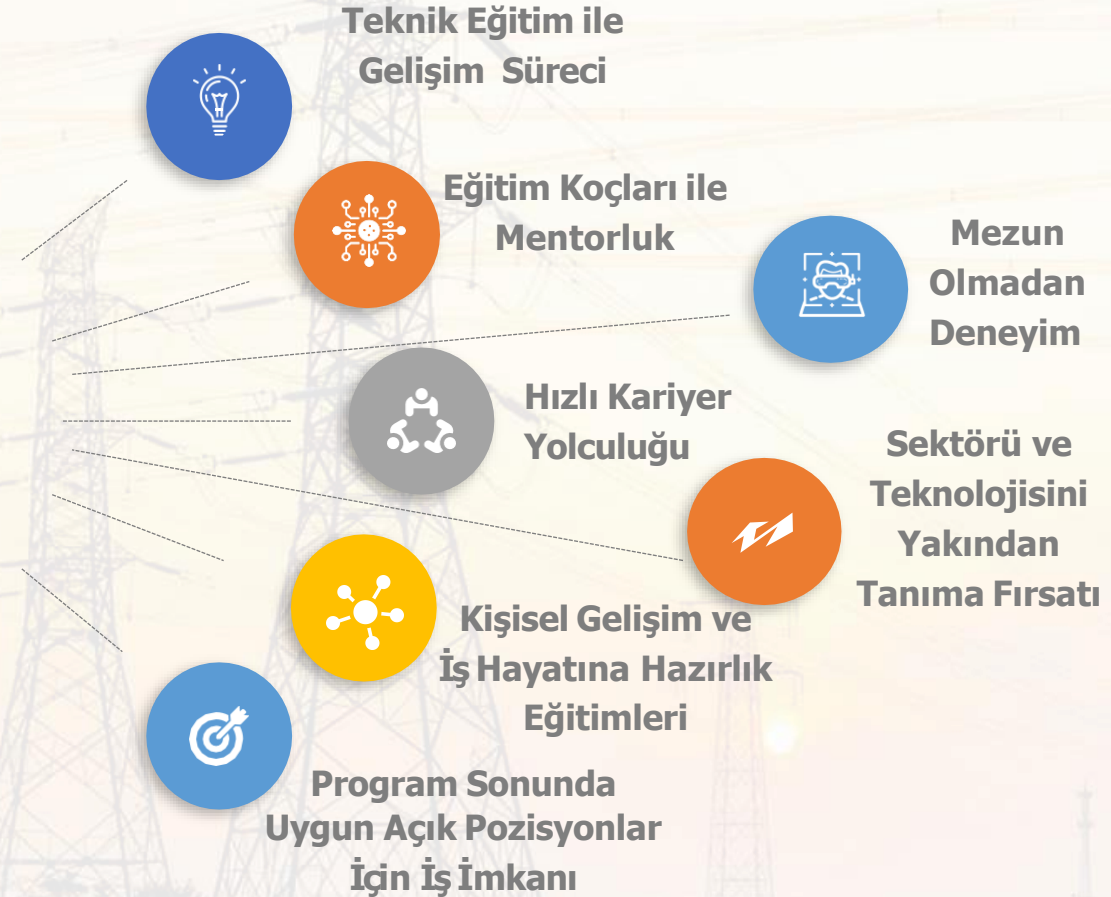 Teknik Eğitim ile
Gelişim Süreci
Eğitim Koçları ile
Mentorluk
Mezun
Olmadan
Deneyim
Hızlı Kariyer
Yolculuğu
Sektörü ve
Teknolojisini
Yakından
Tanıma Fırsatı
Kişisel Gelişim ve
İş Hayatına Hazırlık
Eğitimleri
Program Sonunda
Uygun Açık Pozisyonlar
İçin İş İmkanı